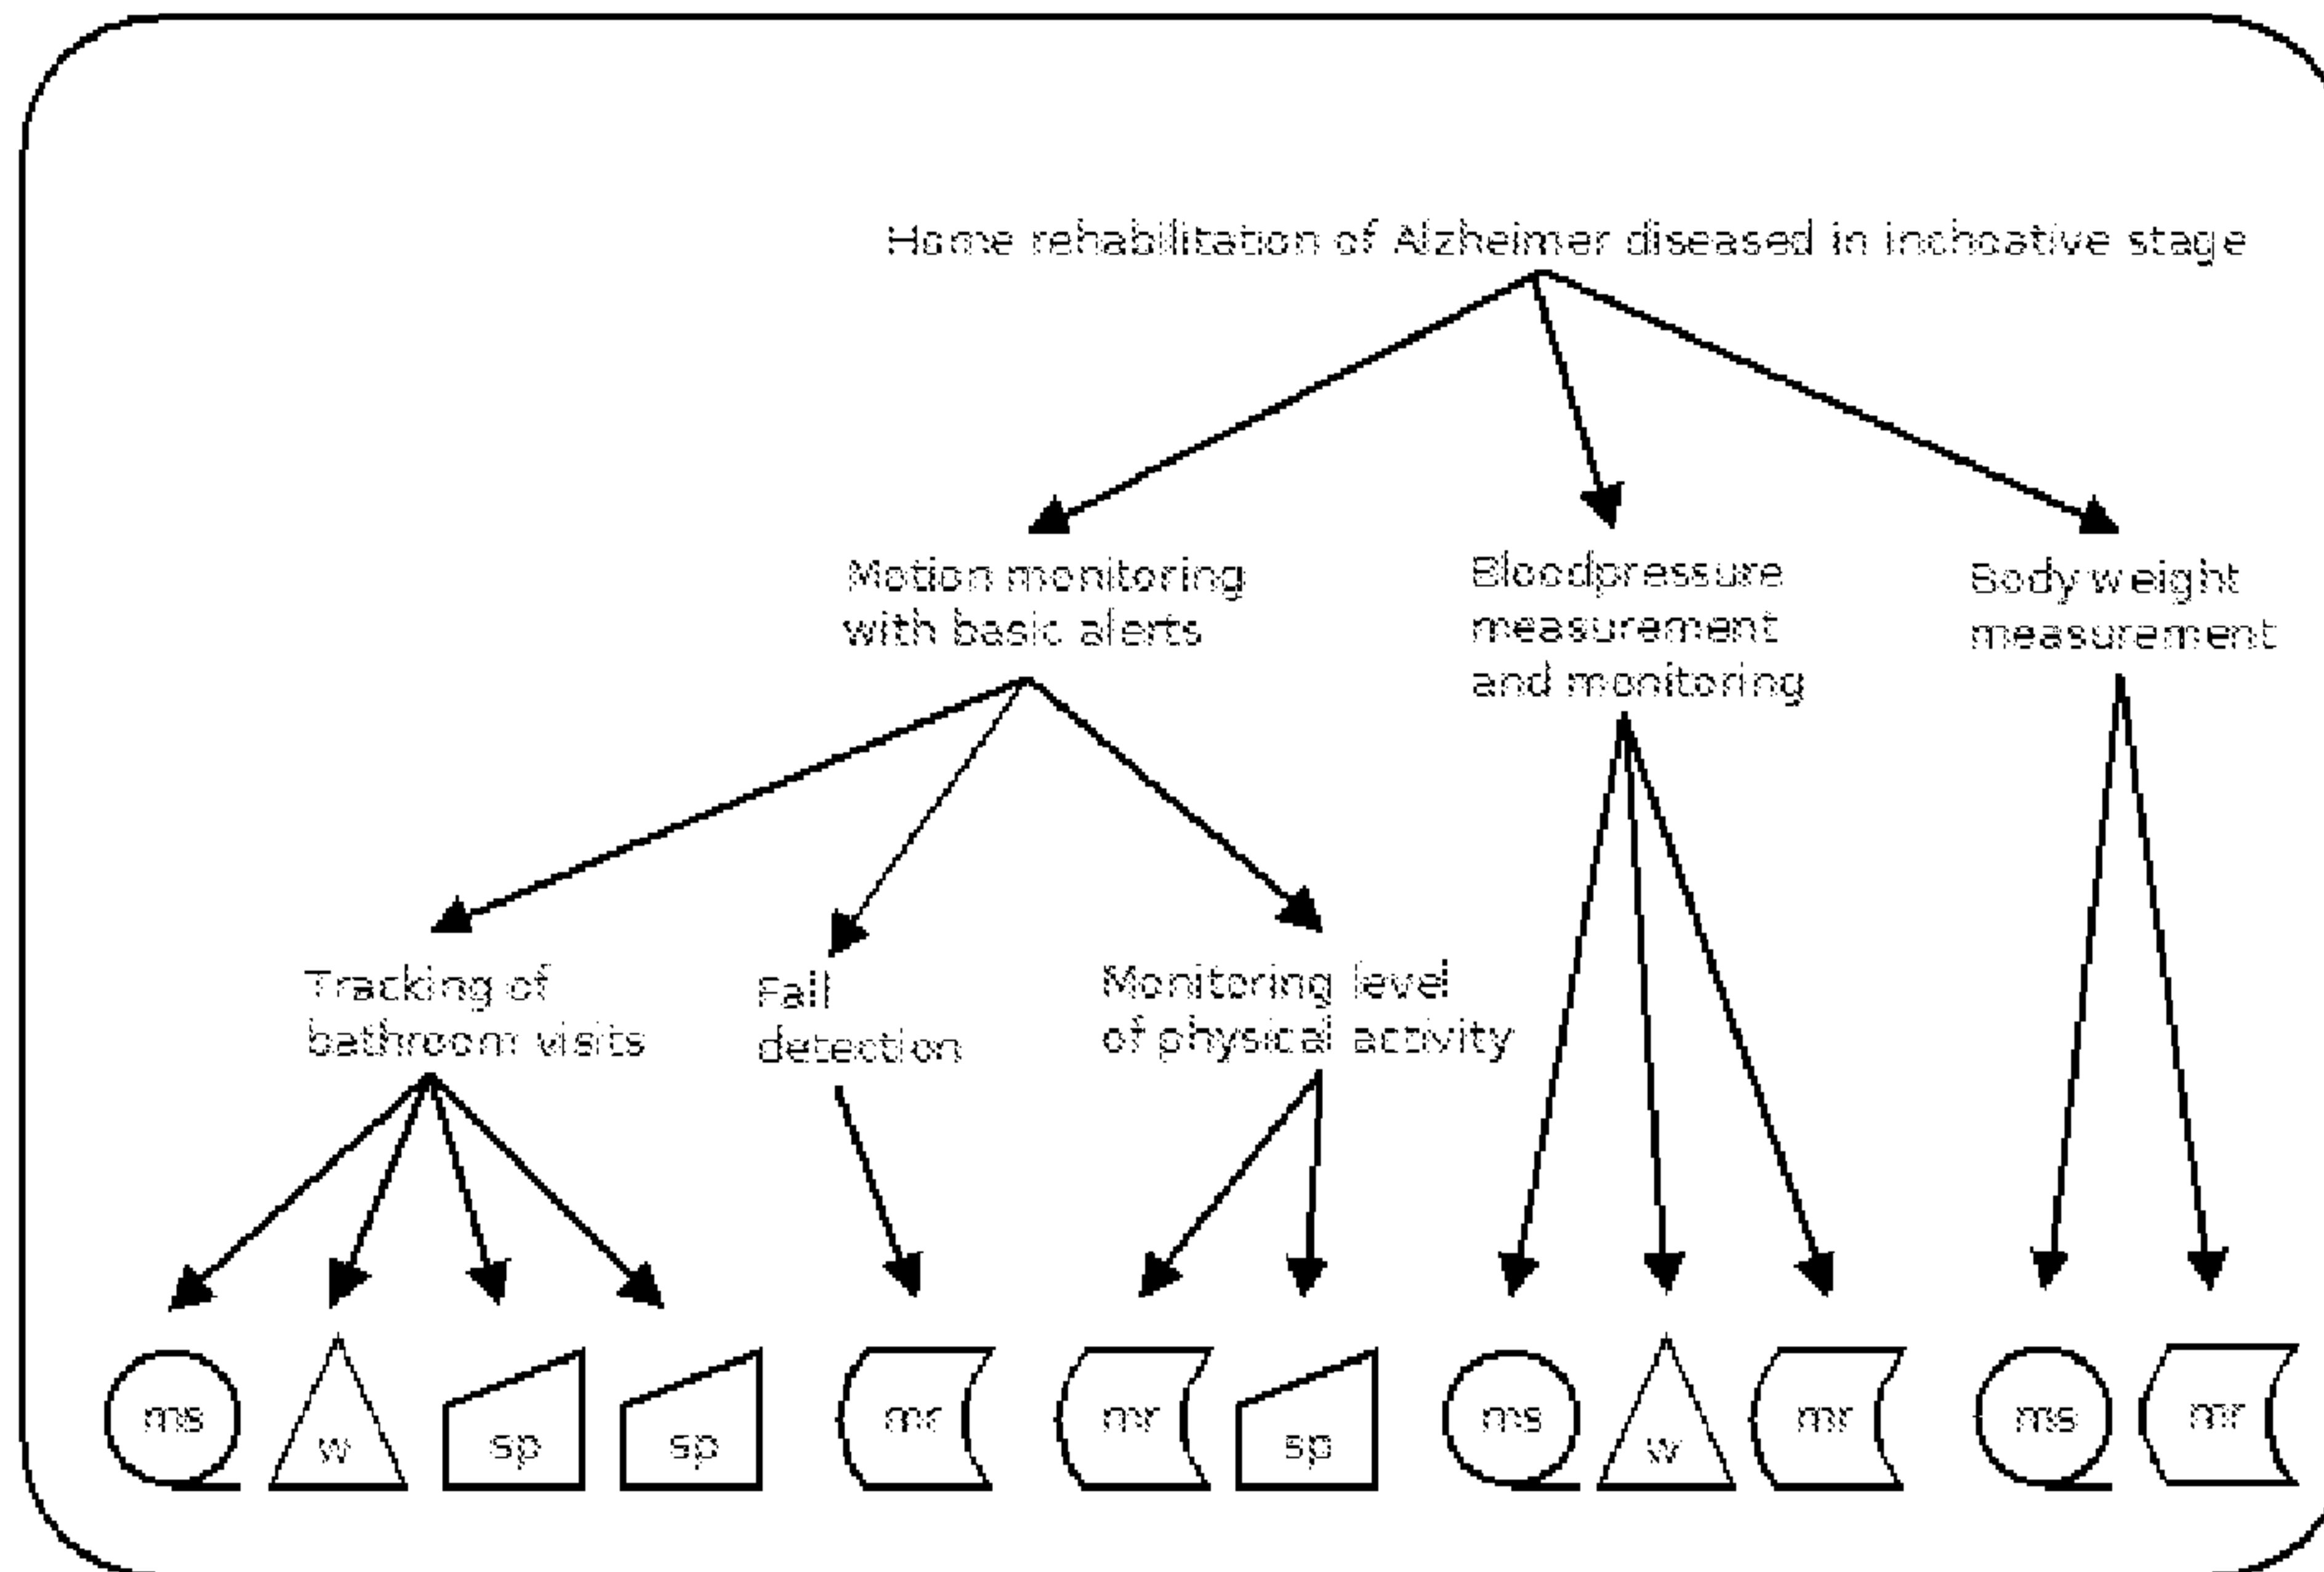 Home rehabilitation of Alzheimer diseased in inchoative stage
Motion monitoring
with basic alerts
Bloodpressure
measurement
and monitoring
Body weight
measurement
Tracking of
bathroom visits
Fall
detection
Monitoring level
of physical activity
ms
w
sp
sp
mr
mr
sp
ms
w
mr
ms
mr